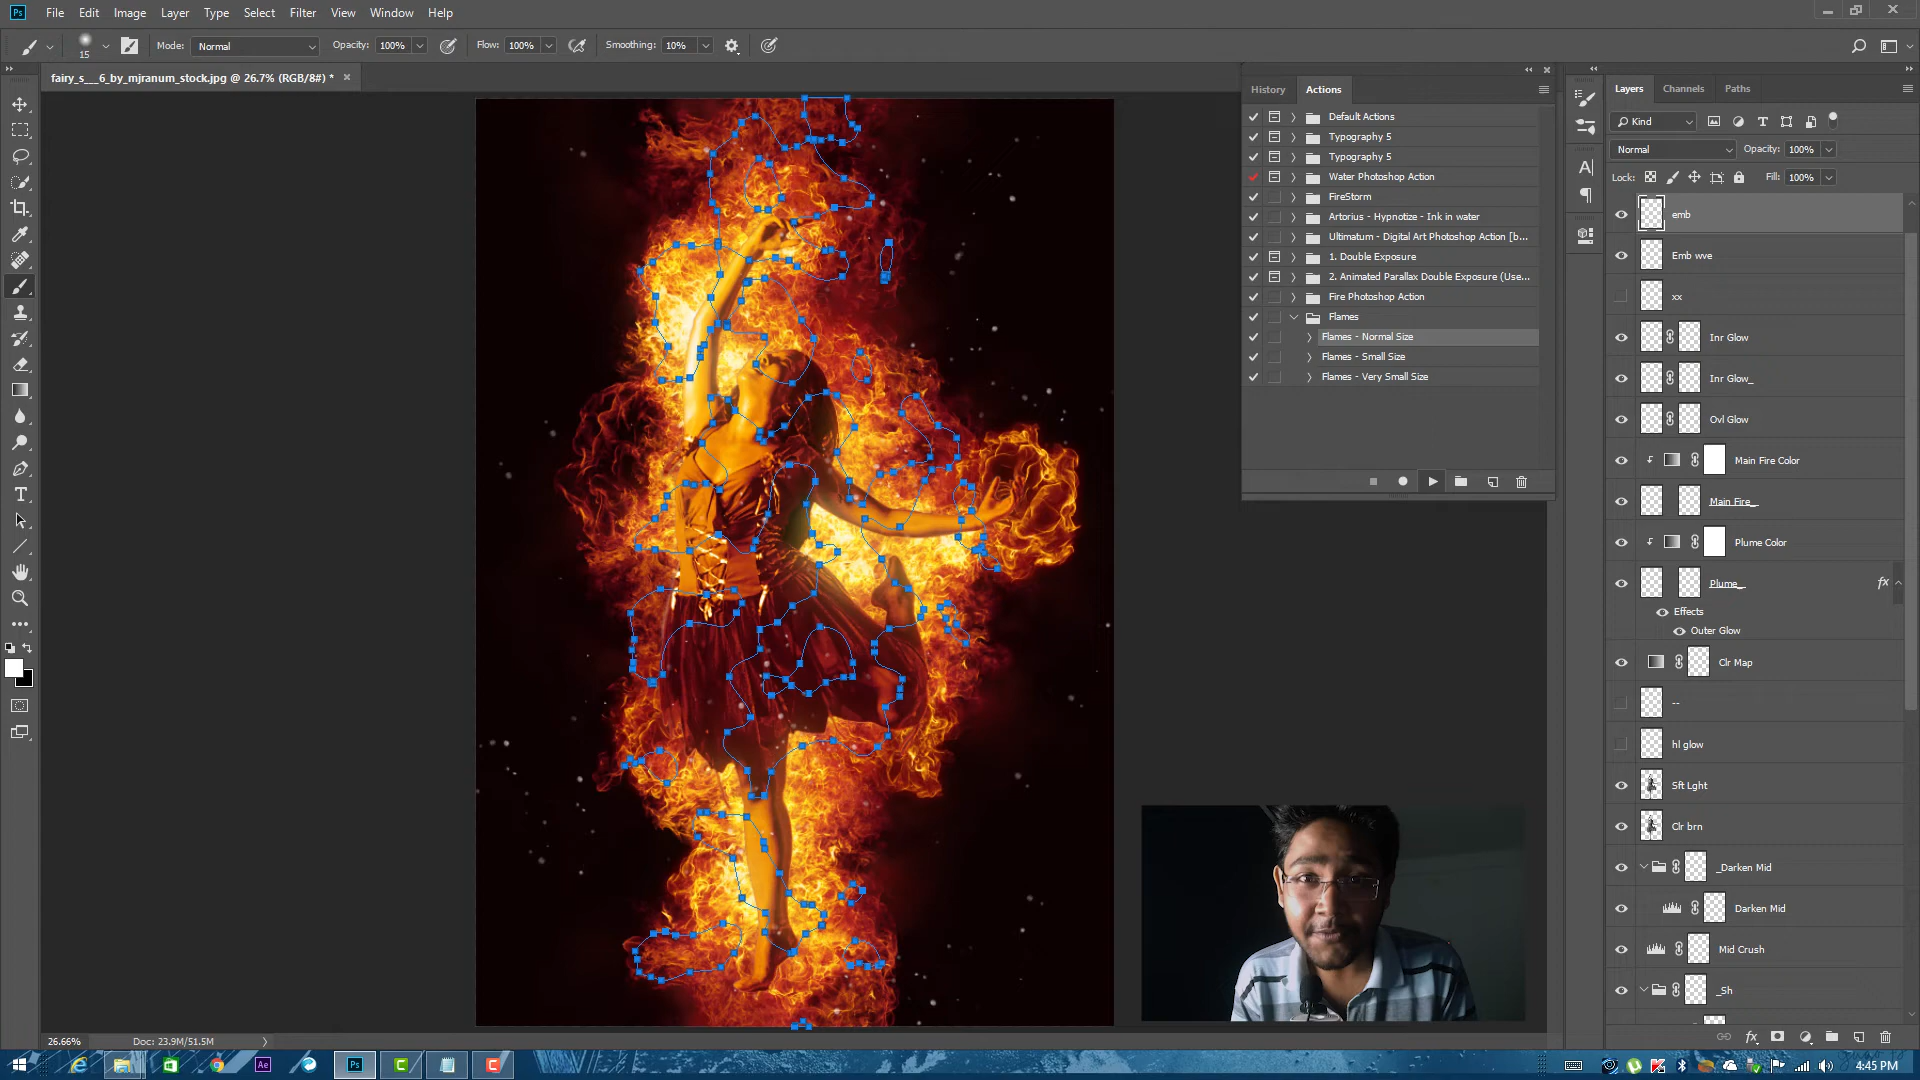 Ps File Edit Image Layer Type Select Filter View Window Help
15 Mode: Normal Opacity: 100% Flow: 100% Smoothing: 10%
fairy_s___6_by_mjranum_stock.jpg @ 26.7% (RGB/8#) *
History Actions
Default Actions
Typography 5
Typography 5
Water Photoshop Action
FireStorm
Artorius - Hypnotize - Ink in water
Ultimatum - Digital Art Photoshop Action [b...
1. Double Exposure
2. Animated Parallax Double Exposure (Use...
Fire Photoshop Action
Flames
Flames - Normal Size
Flames - Small Size
Flames - Very Small Size
Layers Channels Paths
Kind
Normal Opacity: 100%
Lock: Fill: 100%
emb
Emb wve
xx
Inr Glow
Inr Glow_
Ovl Glow
Main Fire Color
Main Fire_
Plume Color
Plume_ fx
Effects
Outer Glow
Clr Map
--
hl glow
Sft Lght
Clr brn
_Darken Mid
Darken Mid
Mid Crush
_Sh
26.66% Doc: 23.9M/51.5M
Ae Ps C C 4:45 PM